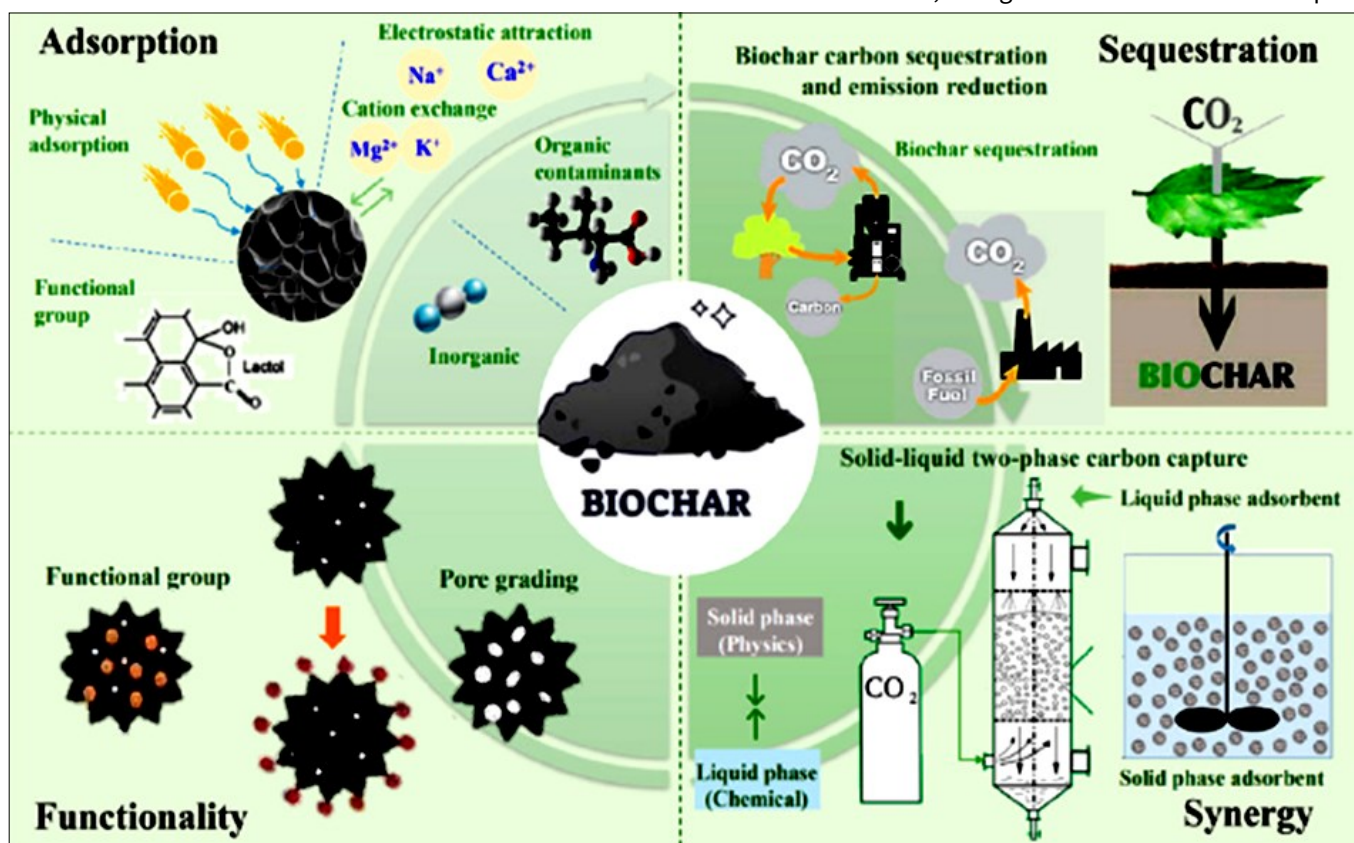 Adsorption
Electrostatic attraction
Na⁺
Ca²⁺
Cation exchange
Mg²⁺
K⁺
Physical
adsorption
Organic
contaminants
Functional
group
OH
O
Lactol
C
O
Inorganic
Sequestration
Biochar carbon sequestration
and emission reduction
Biochar sequestration
CO₂
Carbon
CO₂
Fossil
Fuol
CO₂
BIOCHAR
BIOCHAR
Functional group
Pore grading
Functionality
Solid-liquid two-phase carbon capture
Liquid phase adsorbent
Solid phase
(Physics)
CO₂
Liquid phase
(Chemical)
Solid phase adsorbent
Synergy